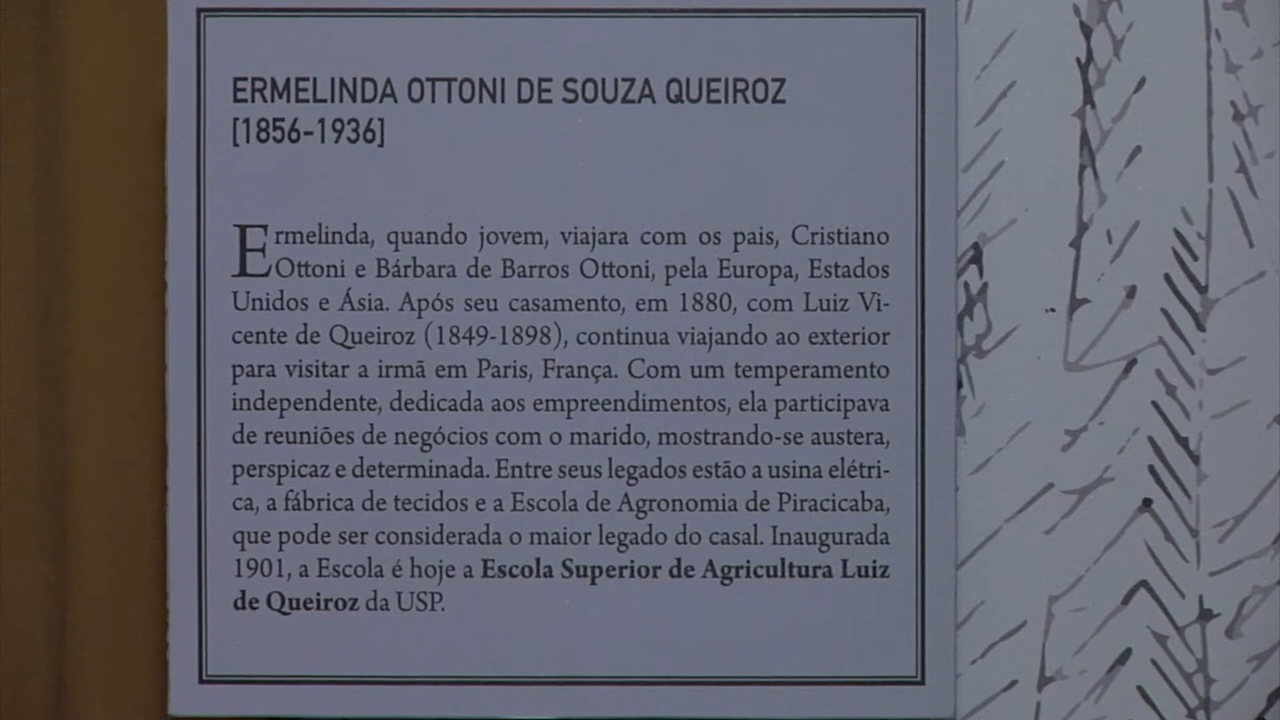 ERMELINDA OTTONI DE SOUZA QUEIROZ
[1856-1936]
Ermelinda, quando jovem, viajara com os pais, Cristiano
Ottoni e Bárbara de Barros Ottoni, pela Europa, Estados
Unidos e Ásia. Após seu casamento, em 1880, com Luiz Vi-
cente de Queiroz (1849-1898), continua viajando ao exterior
para visitar a irmã em Paris, França. Com um temperamento
independente, dedicada aos empreendimentos, ela participava
de reuniões de negócios com o marido, mostrando-se austera,
perspicaz e determinada. Entre seus legados estão a usina elétri-
ca, a fábrica de tecidos e a Escola de Agronomia de Piracicaba,
que pode ser considerada o maior legado do casal. Inaugurada
1901, a Escola é hoje a Escola Superior de Agricultura Luiz
de Queiroz da USP.